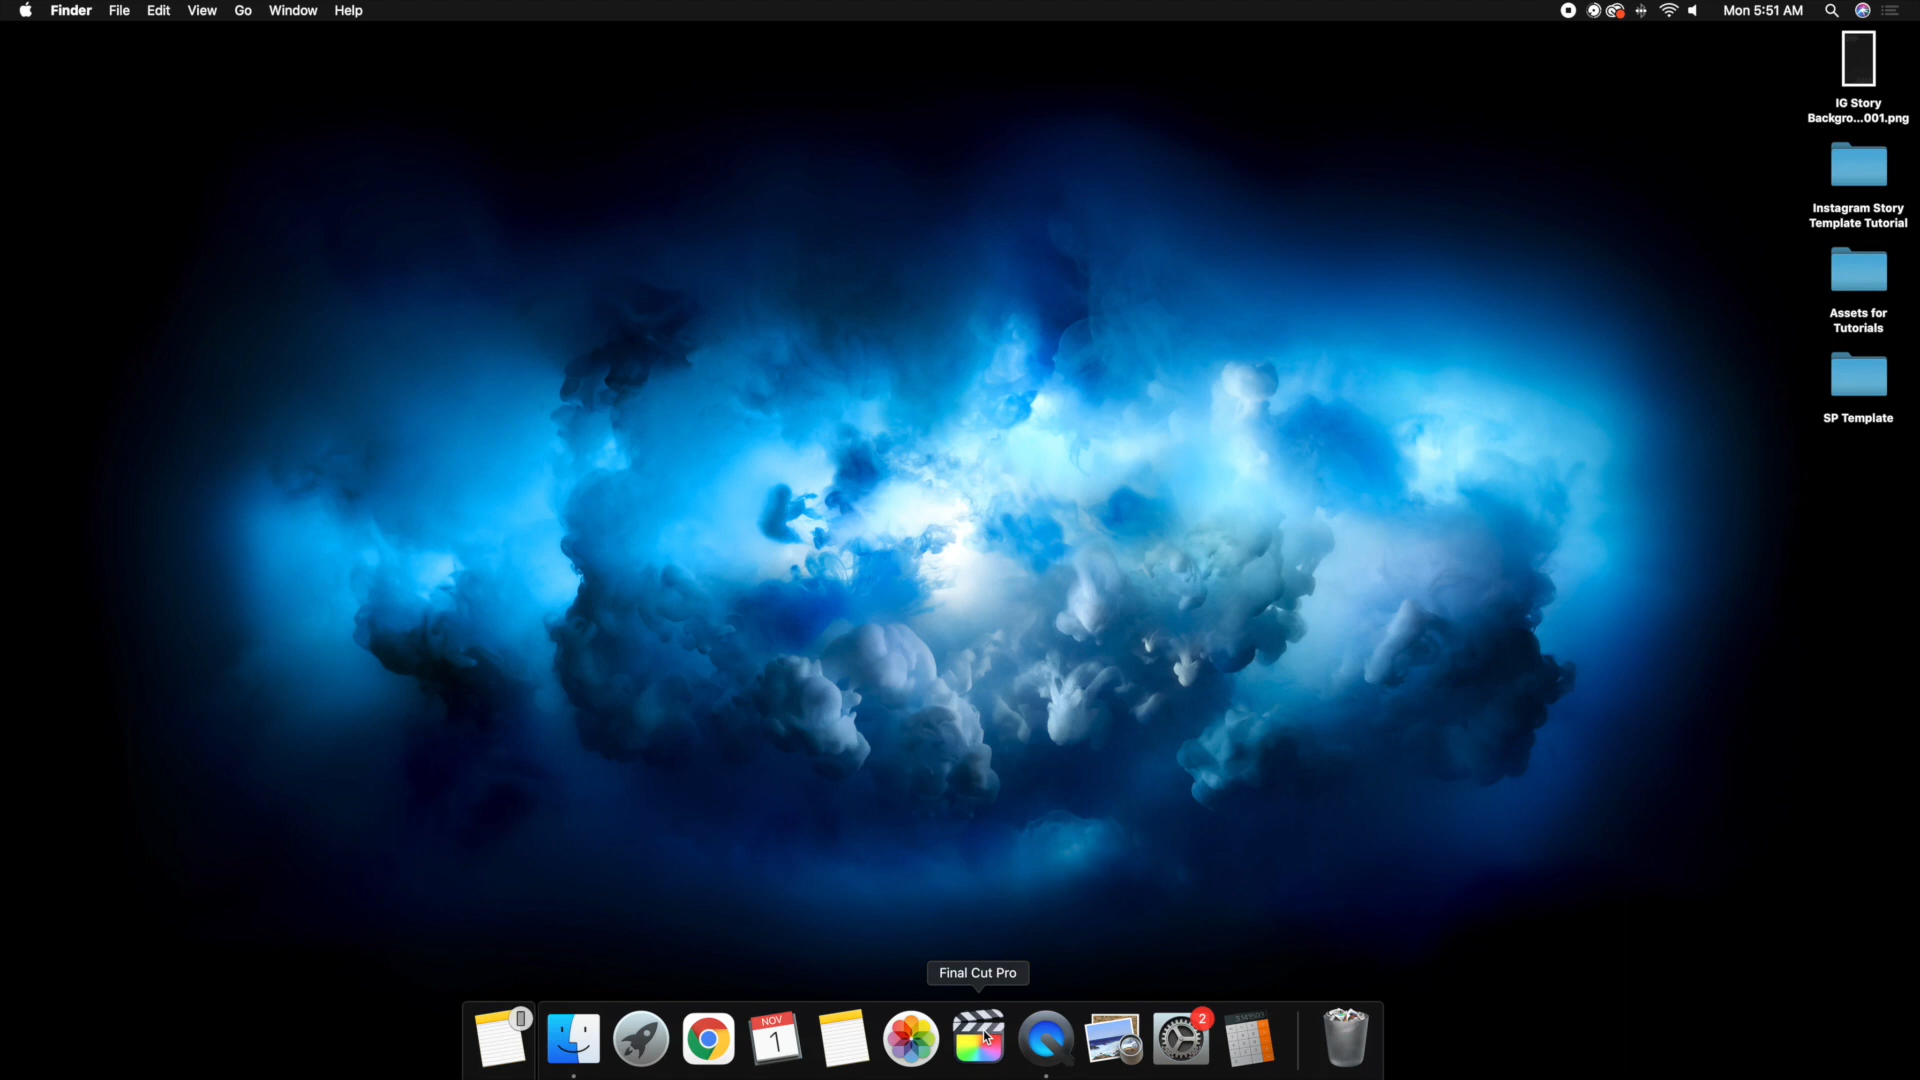 Finder File Edit View Go Window Help Mon 5:51 AM
IG Story
Backgro...001.png
Instagram Story
Template Tutorial
Assets for
Tutorials
SP Template
Final Cut Pro
NOV
1
2